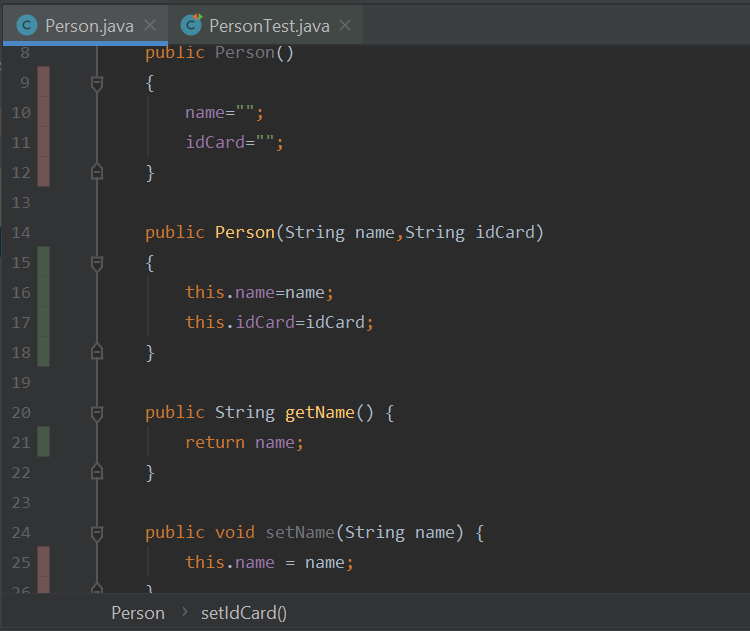 Person.java PersonTest.java
8 public Person()
9 {
10 name="";
11 idCard="";
12 }
13
14 public Person(String name,String idCard)
15 {
16 this.name=name;
17 this.idCard=idCard;
18 }
19
20 public String getName() {
21 return name;
22 }
23
24 public void setName(String name) {
25 this.name = name;
26 }
Person > setIdCard()